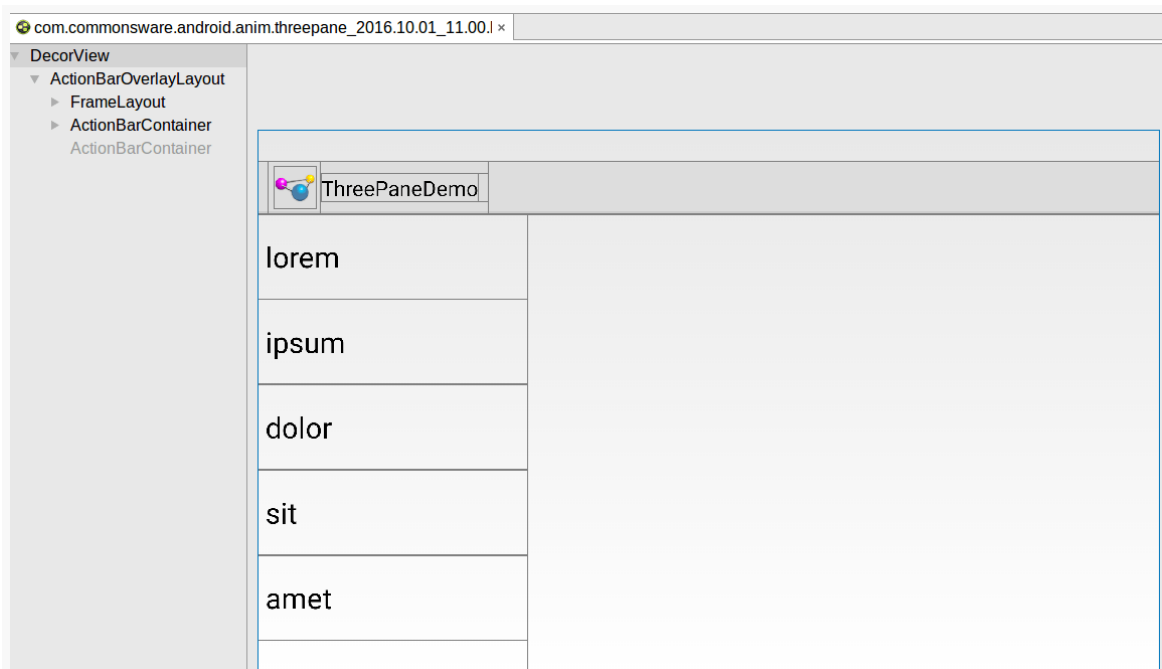 com.commonsware.android.anim.threepane_2016.10.01_11.00.l ×
DecorView
ActionBarOverlayLayout
FrameLayout
ActionBarContainer
ActionBarContainer
ThreePaneDemo
lorem
ipsum
dolor
sit
amet